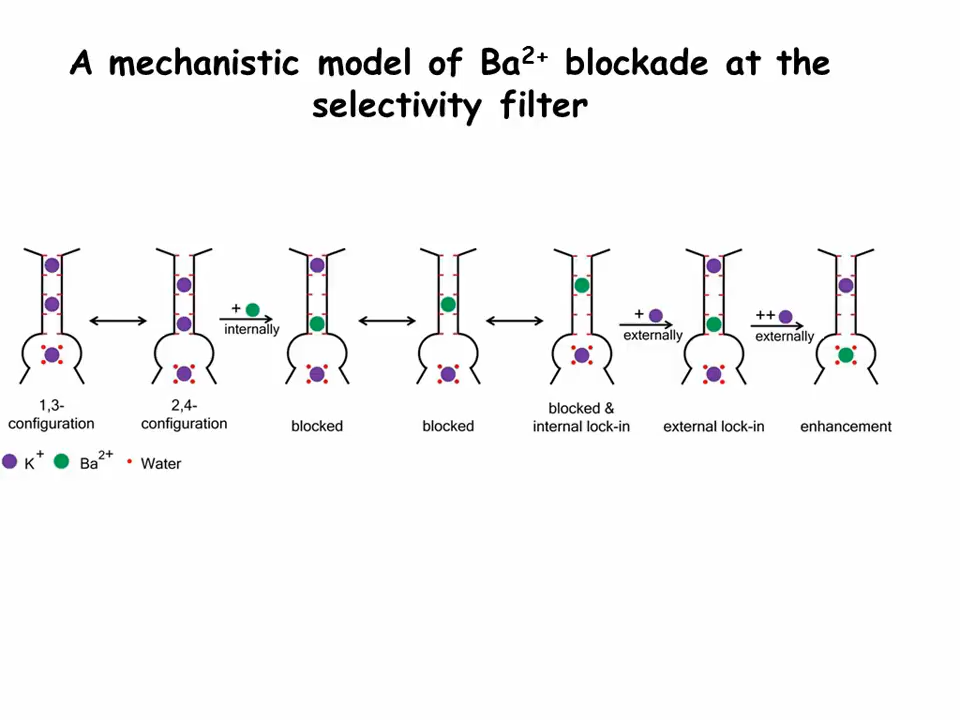 A mechanistic model of Ba²⁺ blockade at the
selectivity filter
+
internally
+
externally
++
externally
1,3-
configuration
2,4-
configuration
blocked
blocked
blocked &
internal lock-in
external lock-in
enhancement
K⁺ Ba²⁺ Water